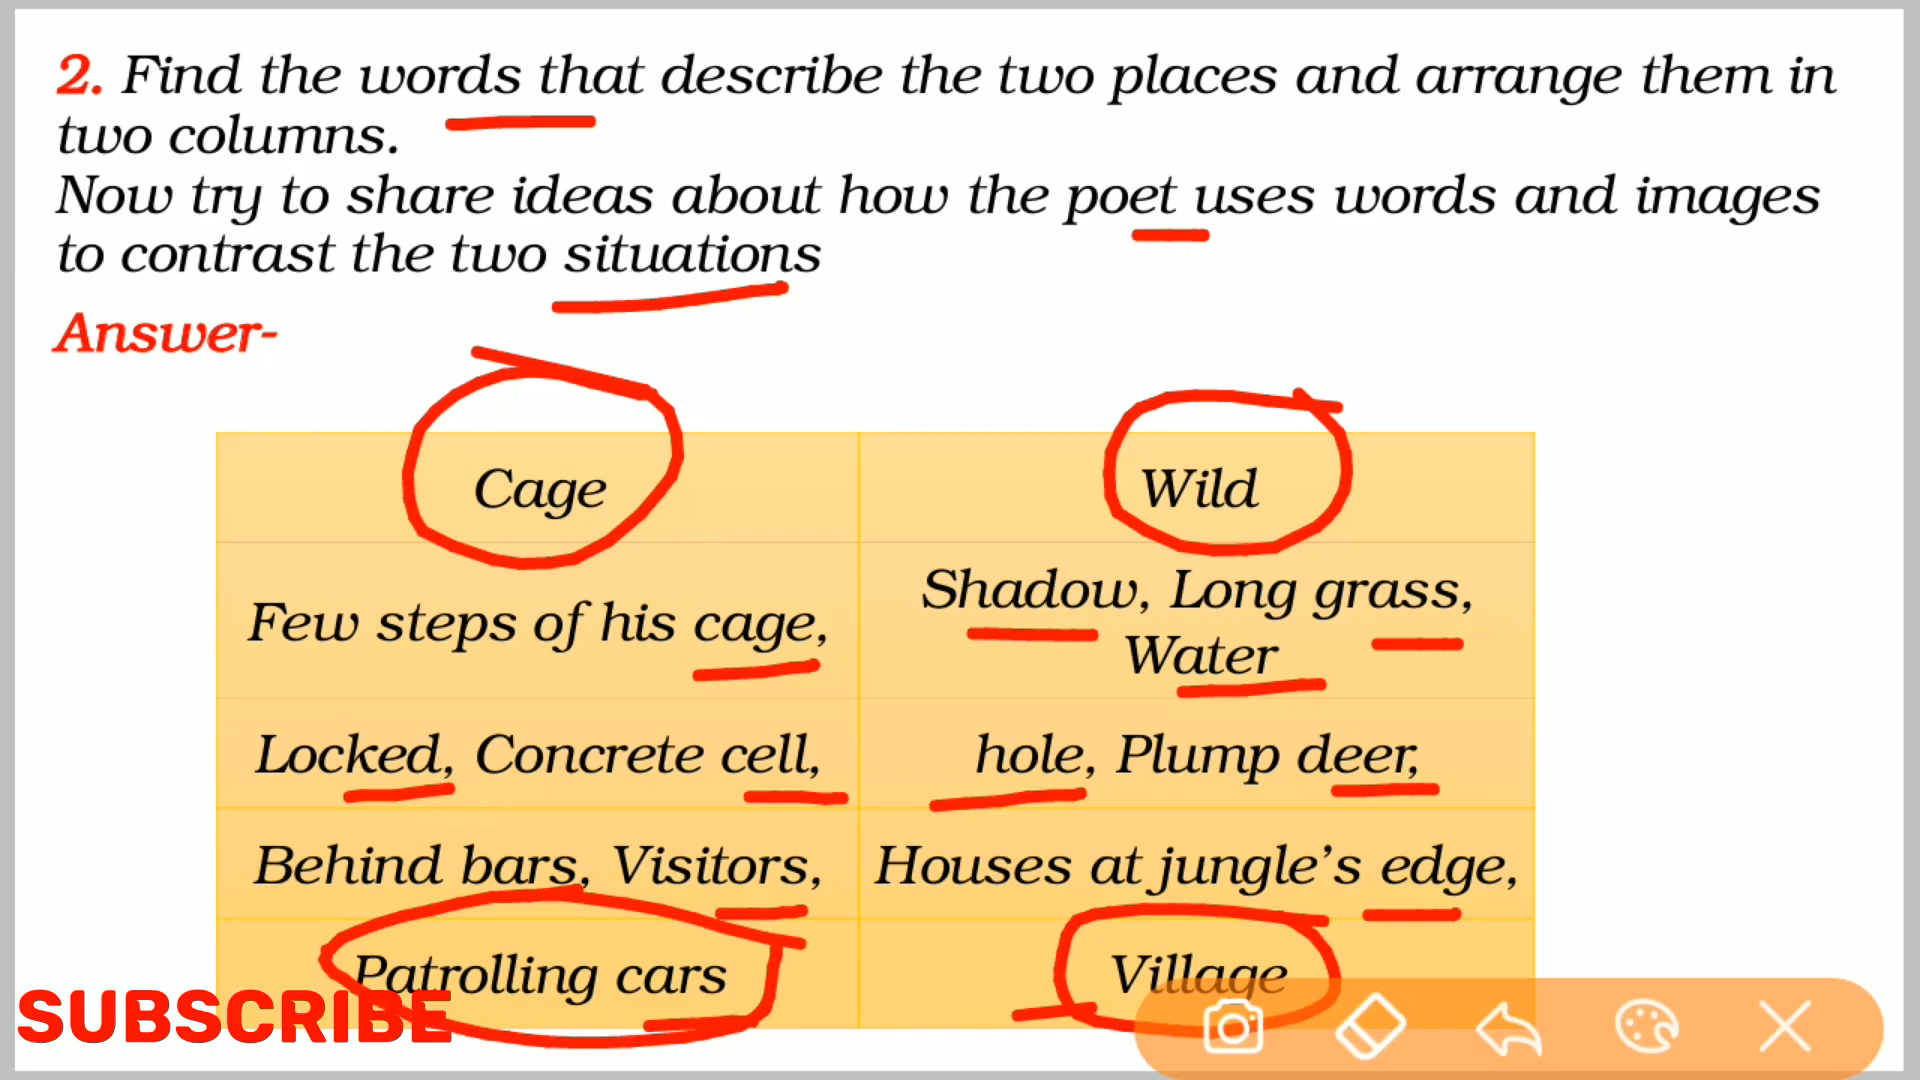 2. Find the words that describe the two places and arrange them in
two columns.
Now try to share ideas about how the poet uses words and images
to contrast the two situations
Answer-
Cage
Wild
Few steps of his cage,
Shadow, Long grass,
Water
Locked, Concrete cell,
hole, Plump deer,
Behind bars, Visitors,
Houses at jungle's edge,
Patrolling cars
Village
SUBSCRIBE